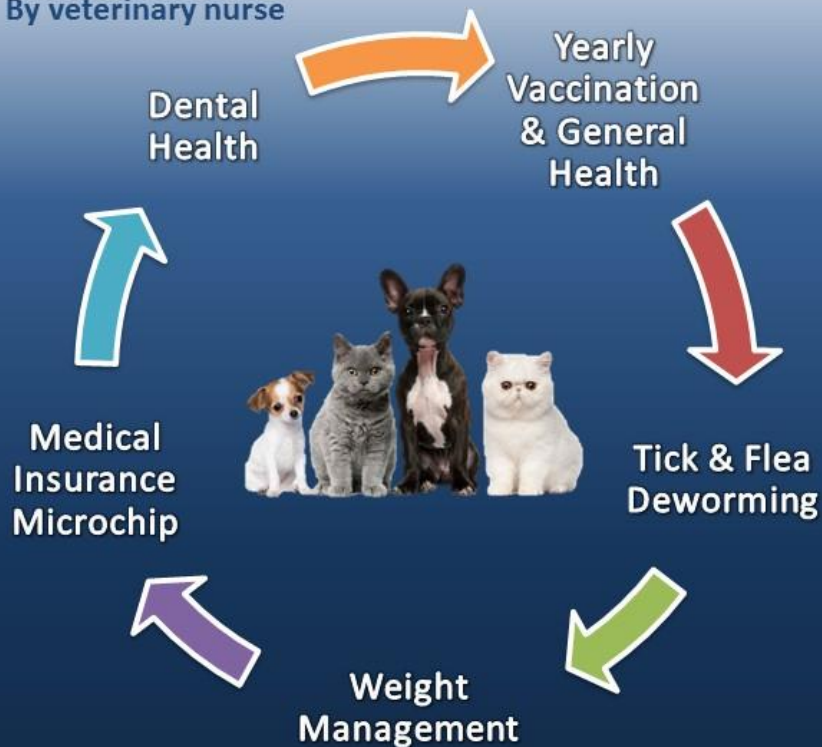 By veterinary nurse
Dental
Health
Yearly
Vaccination
& General
Health
Tick & Flea
Deworming
Weight
Management
Medical
Insurance
Microchip